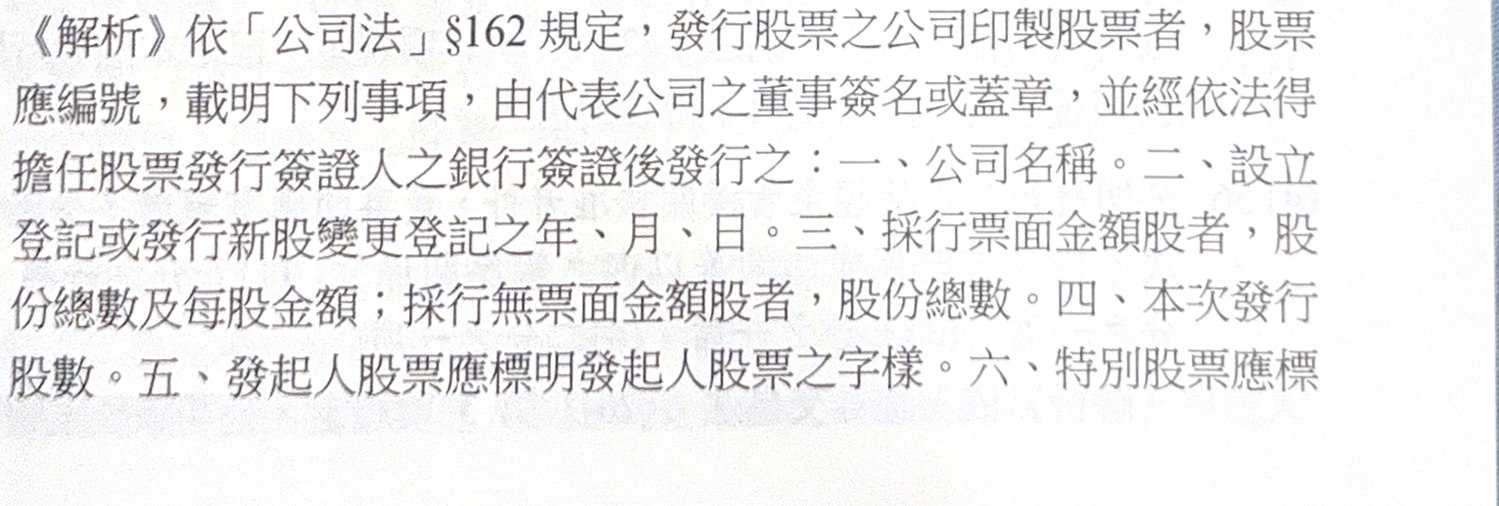 《解析》依「公司法」§162 規定，發行股票之公司印製股票者，股票
應編號，載明下列事項，由代表公司之董事簽名或蓋章，並經依法得
擔任股票發行簽證人之銀行簽證後發行之：一、公司名稱。二、設立
登記或發行新股變更登記之年、月、日。三、採行票面金額股者，股
份總數及每股金額；採行無票面金額股者，股份總數。四、本次發行
股數。五、發起人股票應標明發起人股票之字樣。六、特別股票應標